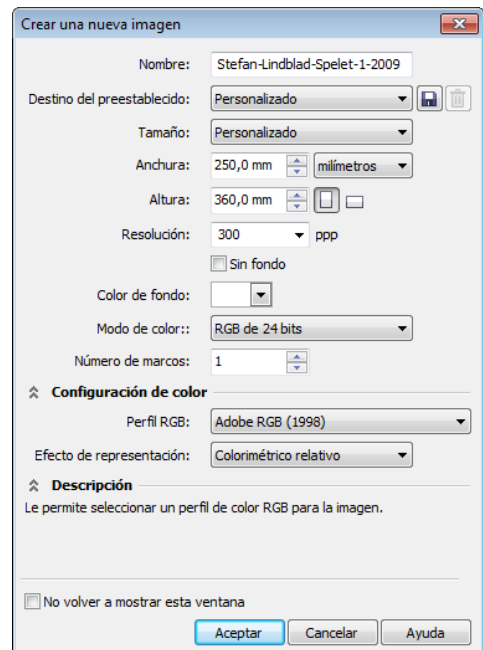 Crear una nueva imagen
Nombre: Stefan-Lindblad-Spelet-1-2009
Destino del preestablecido: Personalizado
Tamaño: Personalizado
Anchura: 250,0 mm milímetros
Altura: 360,0 mm
Resolución: 300 ppp
Sin fondo
Color de fondo:
Modo de color:: RGB de 24 bits
Número de marcos: 1
Configuración de color
Perfil RGB: Adobe RGB (1998)
Efecto de representación: Colorimétrico relativo
Descripción
Le permite seleccionar un perfil de color RGB para la imagen.
No volver a mostrar esta ventana
Aceptar Cancelar Ayuda